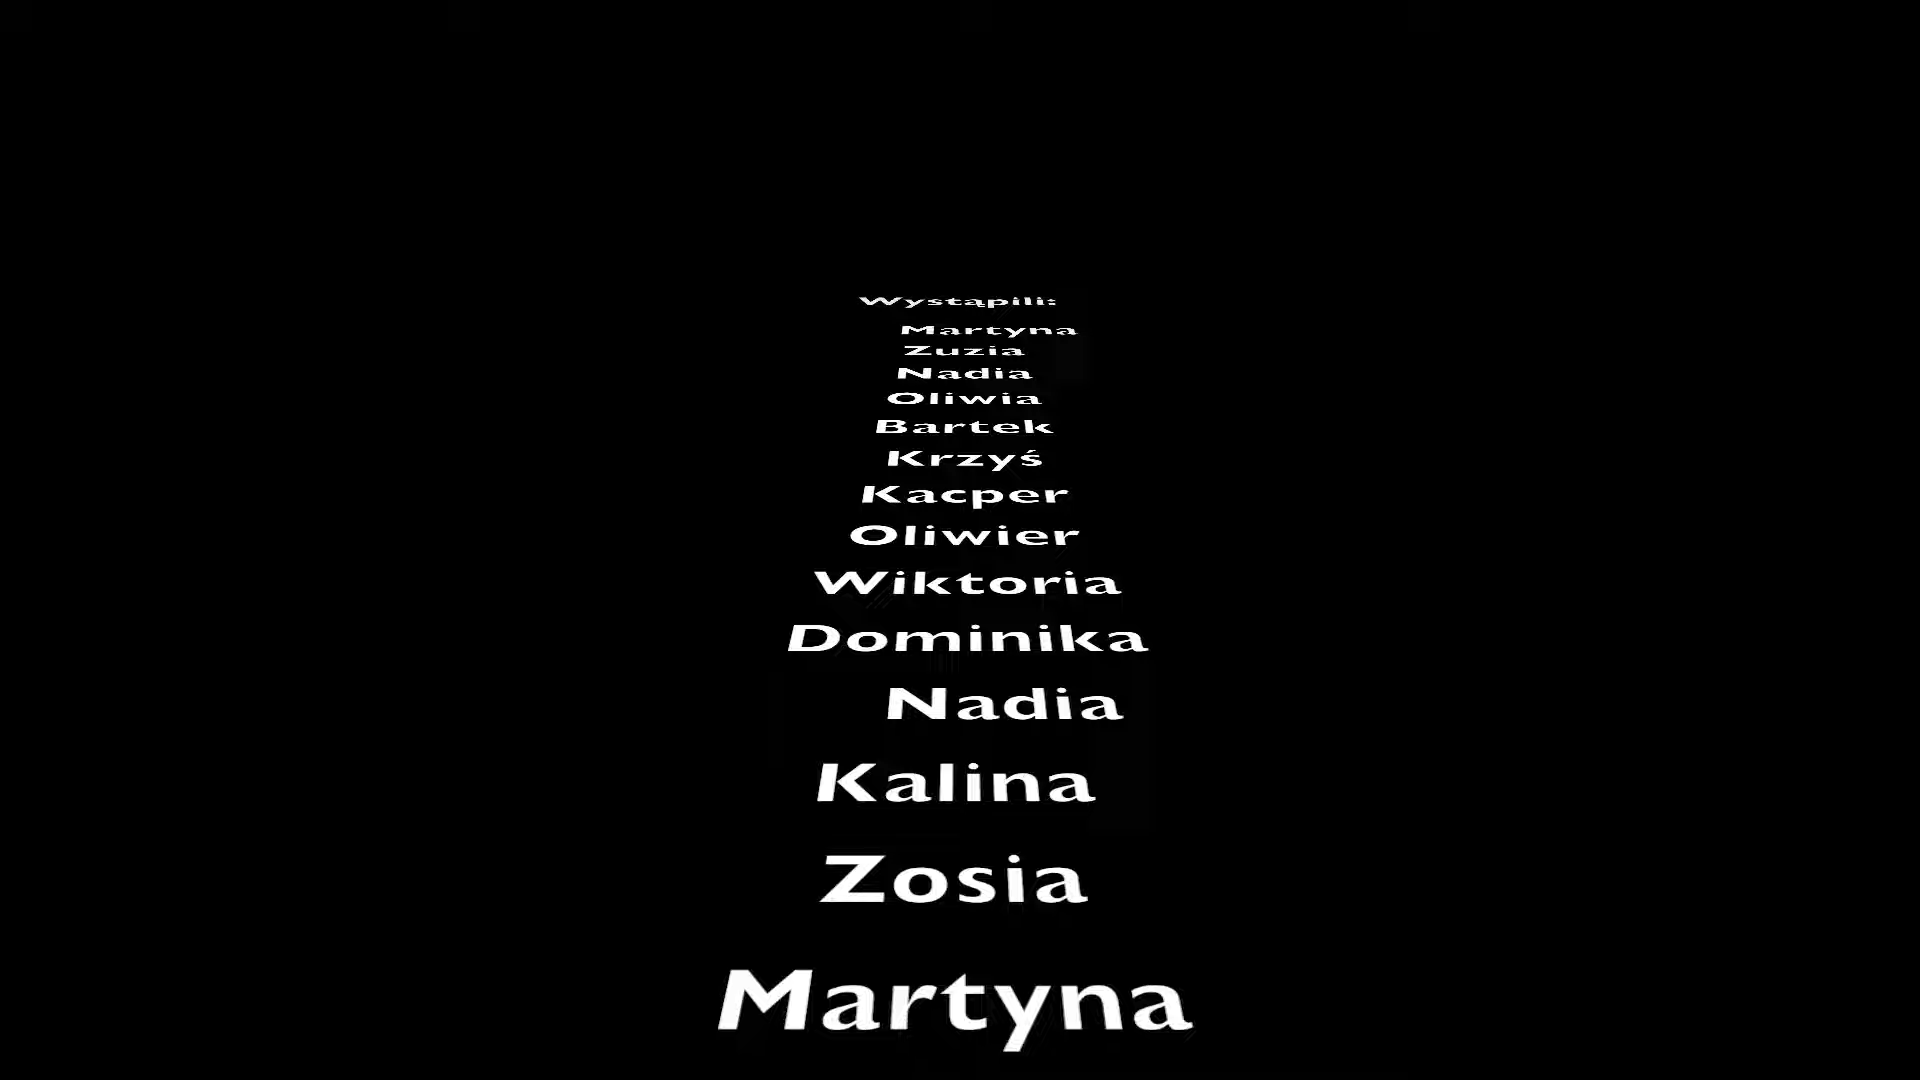 Wystąpili:
Martyna
Zuzia
Nadia
Oliwia
Bartek
Krzyś
Kacper
Oliwier
Wiktoria
Dominika
Nadia
Kalina
Zosia
Martyna